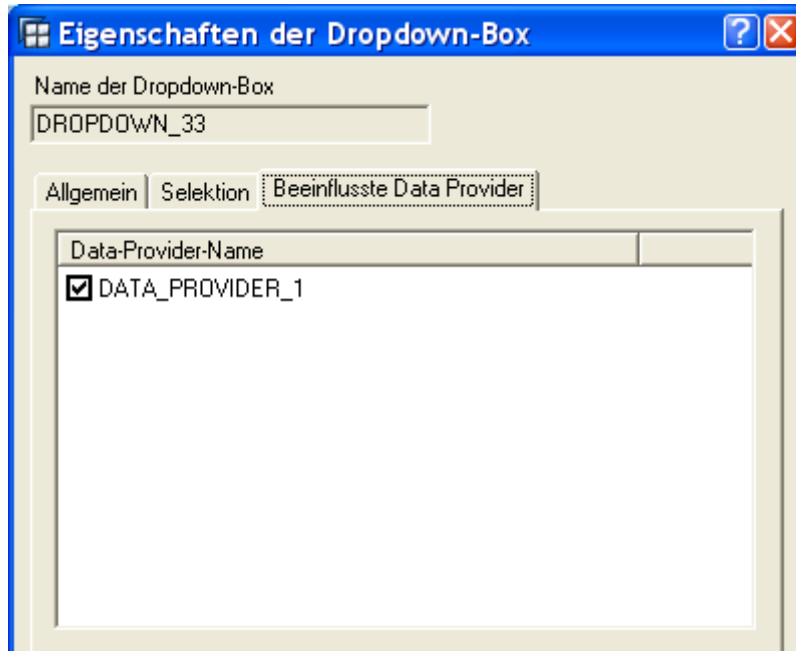 Eigenschaften der Dropdown-Box
Name der Dropdown-Box
DROPDOWN_33
Allgemein Selektion Beeinflusste Data Provider
Data-Provider-Name
DATA_PROVIDER_1